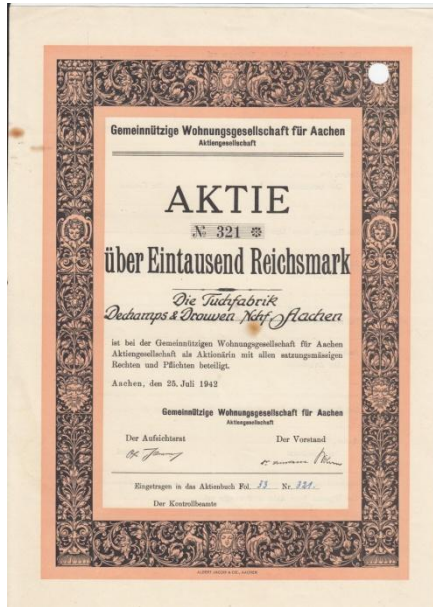 Gemeinnützige Wohnungsgesellschaft für Aachen
Aktiengesellschaft
AKTIE
№ 321
über Eintausend Reichsmark
Die Tuchfabrik
Dechamps & Drouven Nchf. Aachen
ist bei der Gemeinnützigen Wohnungsgesellschaft für Aachen
Aktiengesellschaft als Aktionärin mit allen satzungsmässigen
Rechten und Pflichten beteiligt.
Aachen, den 25. Juli 1942
Gemeinnützige Wohnungsgesellschaft für Aachen
Aktiengesellschaft
Der Aufsichtsrat
Der Vorstand
Eingetragen in das Aktienbuch Fol. 33 Nr. 321.
Der Kontrollbeamte